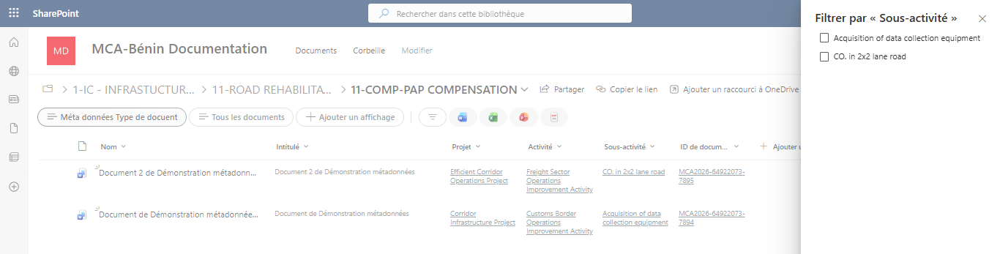 SharePoint
Rechercher dans cette bibliothèque
Filtrer par « Sous-activité »
Acquisition of data collection equipment
CO. in 2x2 lane road
MD
MCA-Bénin Documentation
Documents
Corbeille
Modifier
1-IC - INFRASTUCTUR...
11-ROAD REHABILITA...
11-COMP-PAP COMPENSATION
Partager
Copier le lien
Ajouter un raccourci à OneDrive
Méta données Type de docuent
Tous les documents
Ajouter un affichage
Nom
Intitulé
Projet
Activité
Sous-activité
ID de docum...
Ajouter u
Document 2 de Démonstration métadonn...
Document 2 de Démonstration métadonnées
Efficient Corridor
Operations Project
Freight Sector
Operations
Improvement Activity
CO. in 2x2 lane road
MCA2026-64922073-
7895
Document de Démonstration métadonnée...
Document de Démonstration métadonnées
Corridor
Infrastructure Project
Customs Border
Operations
Improvement Activity
Acquisition of data
collection equipment
MCA2026-64922073-
7894